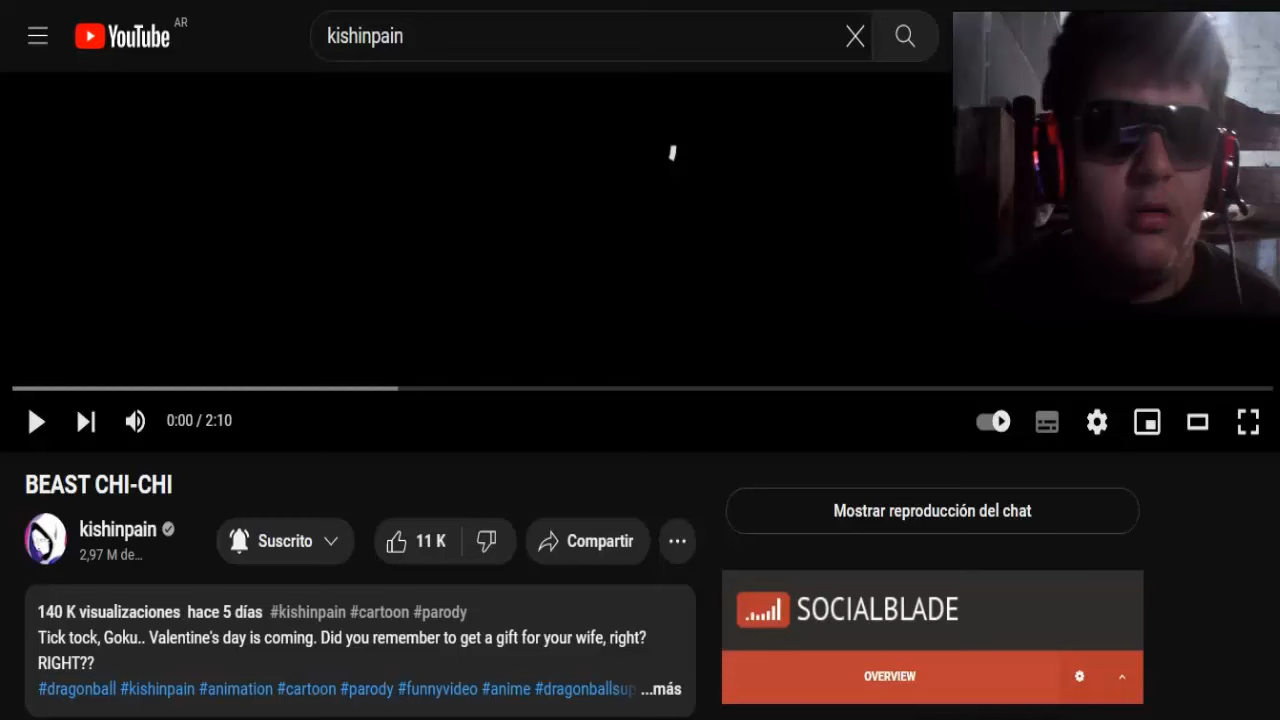 YouTube AR
kishinpain
0:00 / 2:10
BEAST CHI-CHI
kishinpain
2,97 M de...
Suscrito
11 K
Compartir
Mostrar reproducción del chat
140 K visualizaciones hace 5 días #kishinpain #cartoon #parody
Tick tock, Goku.. Valentine's day is coming. Did you remember to get a gift for your wife, right?
RIGHT??
#dragonball #kishinpain #animation #cartoon #parody #funnyvideo #anime #dragonballsup ...más
SOCIALBLADE
OVERVIEW